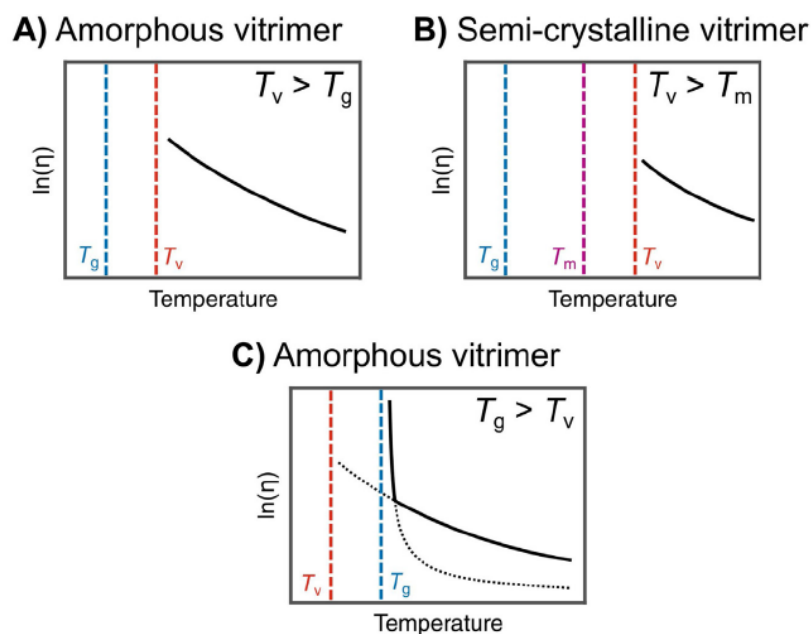 A) Amorphous vitrimer
Tv > Tg
ln(η)
Tg
Tv
Temperature
B) Semi-crystalline vitrimer
Tv > Tm
ln(η)
Tg
Tm
Tv
Temperature
C) Amorphous vitrimer
Tg > Tv
ln(η)
Tv
Tg
Temperature